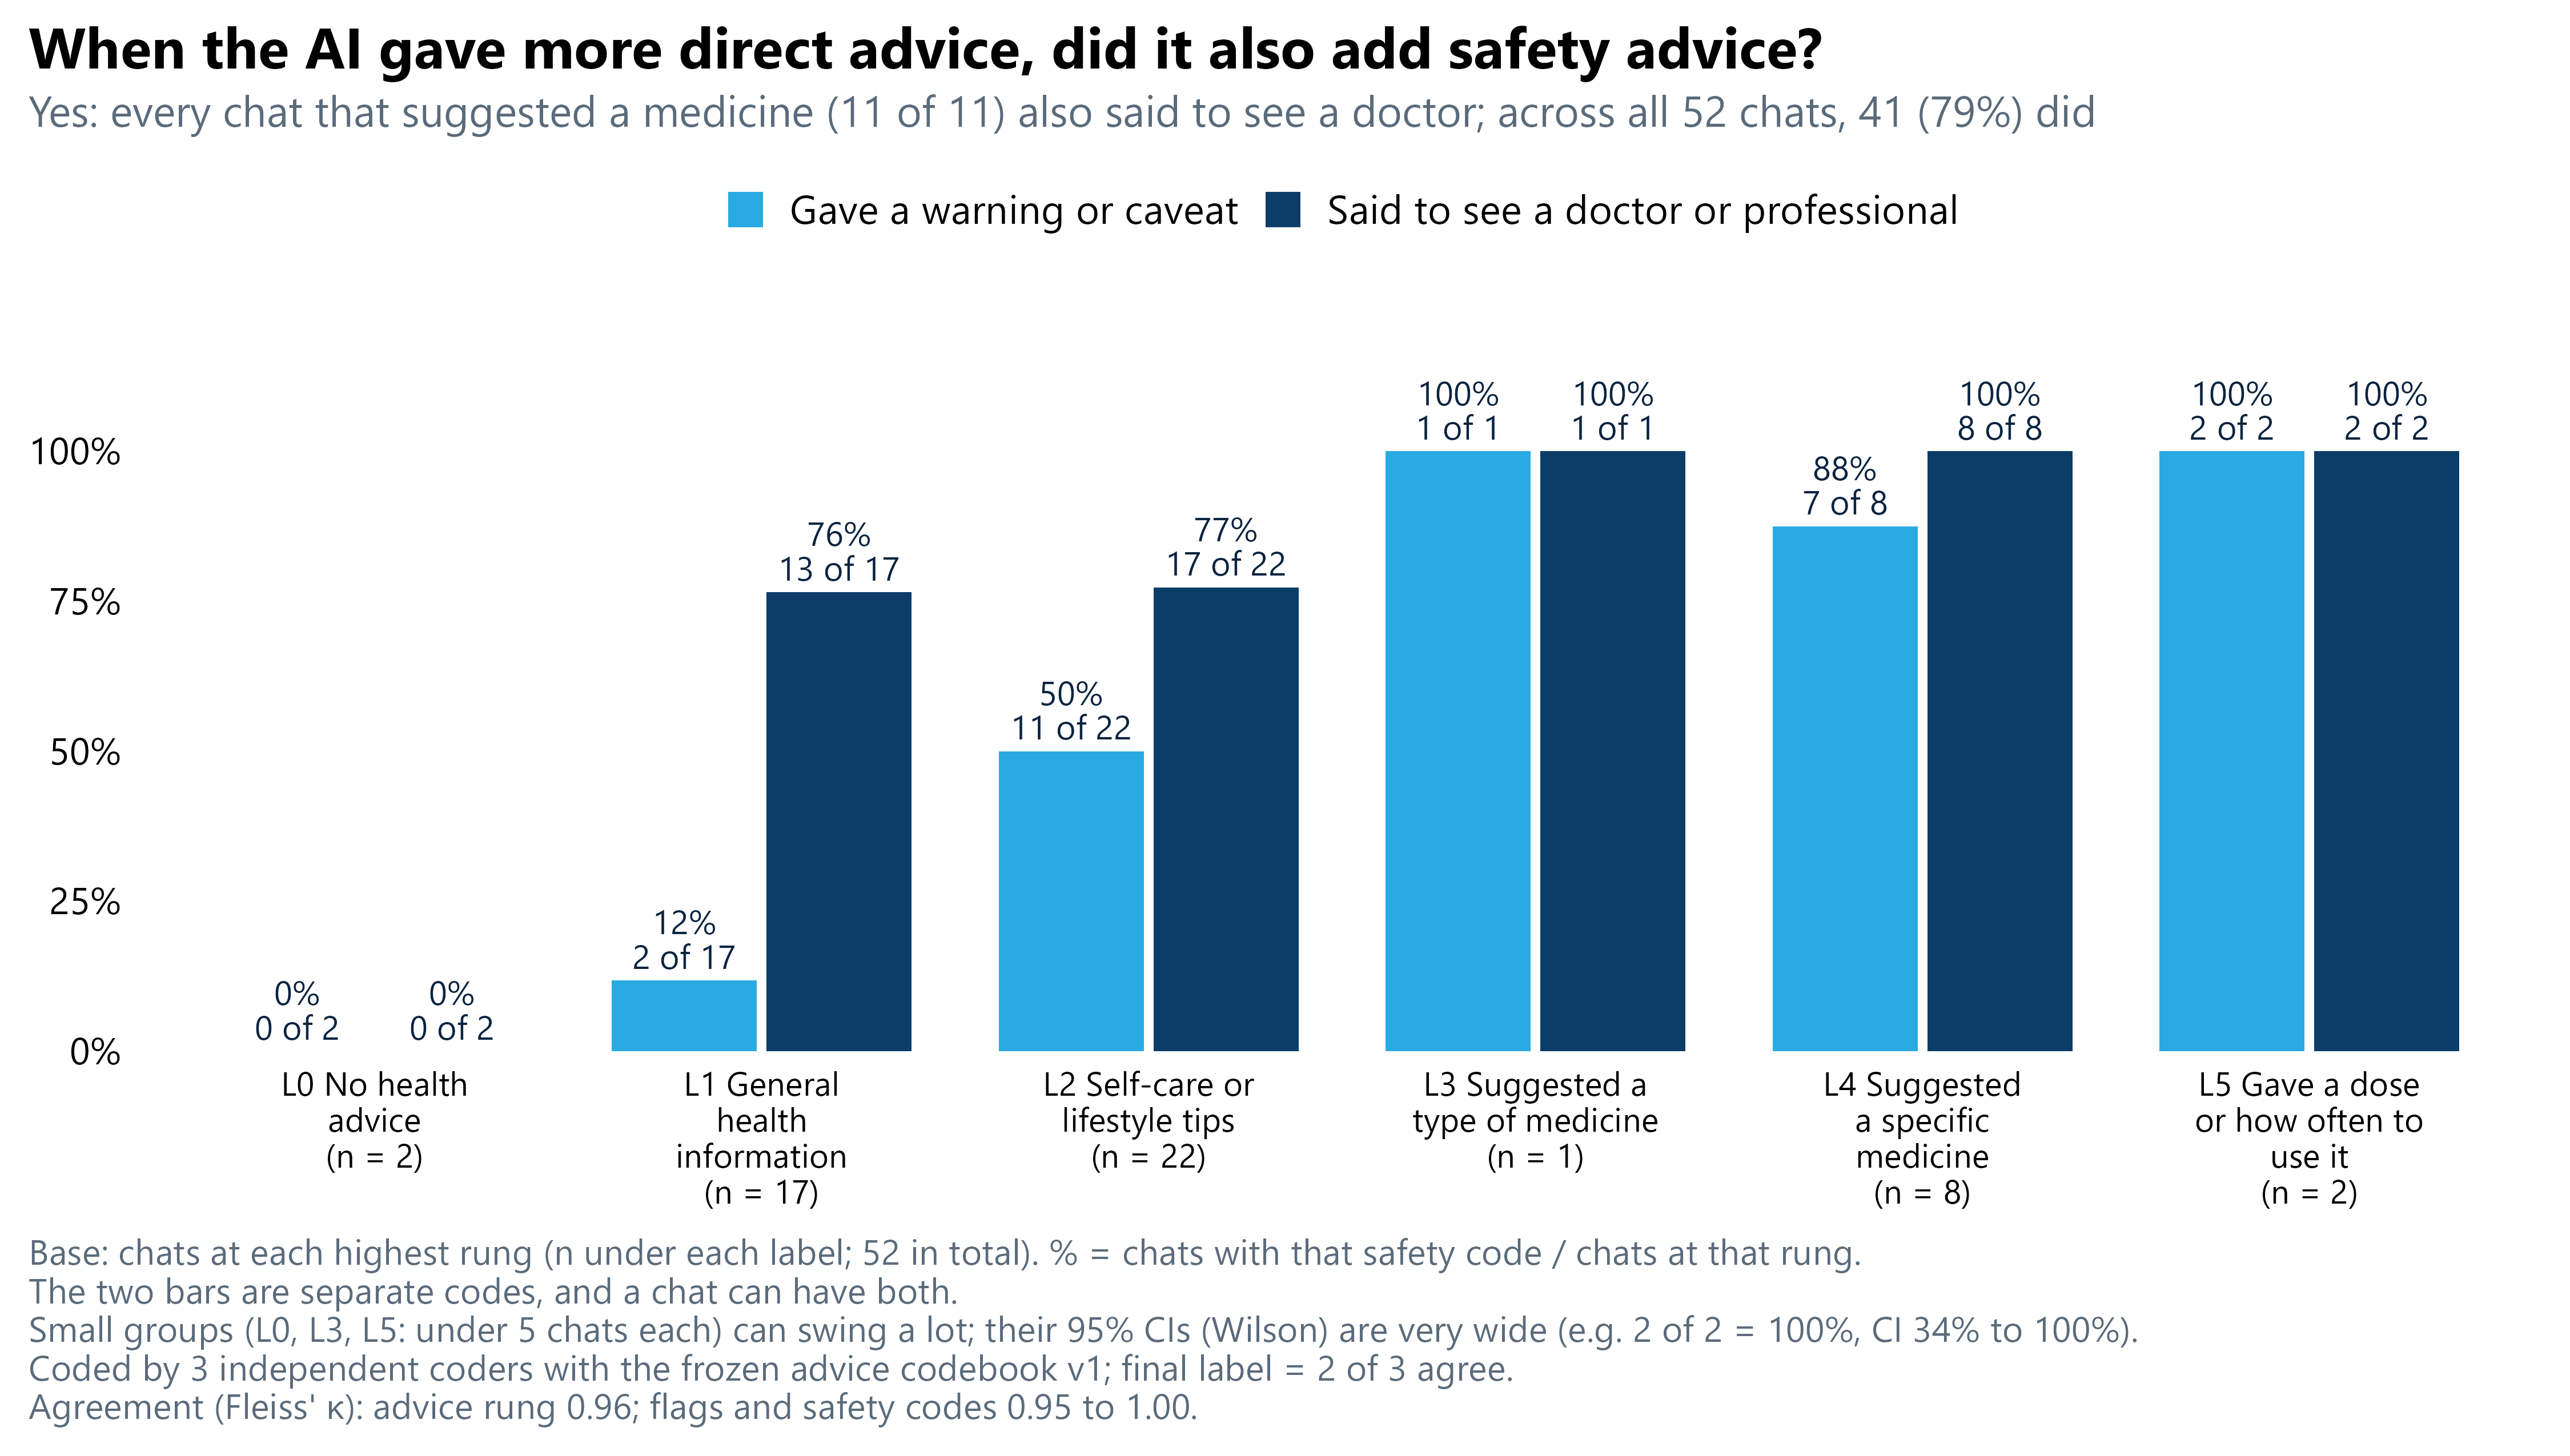 When the AI gave more direct advice, did it also add safety advice?
Yes: every chat that suggested a medicine (11 of 11) also said to see a doctor; across all 52 chats, 41 (79%) did
Gave a warning or caveat
Said to see a doctor or professional
100%
75%
50%
25%
0%
0%
0 of 2
0%
0 of 2
12%
2 of 17
76%
13 of 17
50%
11 of 22
77%
17 of 22
100%
1 of 1
100%
1 of 1
88%
7 of 8
100%
8 of 8
100%
2 of 2
100%
2 of 2
L0 No health
advice
(n = 2)
L1 General
health
information
(n = 17)
L2 Self-care or
lifestyle tips
(n = 22)
L3 Suggested a
type of medicine
(n = 1)
L4 Suggested
a specific
medicine
(n = 8)
L5 Gave a dose
or how often to
use it
(n = 2)
Base: chats at each highest rung (n under each label; 52 in total). % = chats with that safety code / chats at that rung.
The two bars are separate codes, and a chat can have both.
Small groups (L0, L3, L5: under 5 chats each) can swing a lot; their 95% CIs (Wilson) are very wide (e.g. 2 of 2 = 100%, CI 34% to 100%).
Coded by 3 independent coders with the frozen advice codebook v1; final label = 2 of 3 agree.
Agreement (Fleiss' κ): advice rung 0.96; flags and safety codes 0.95 to 1.00.